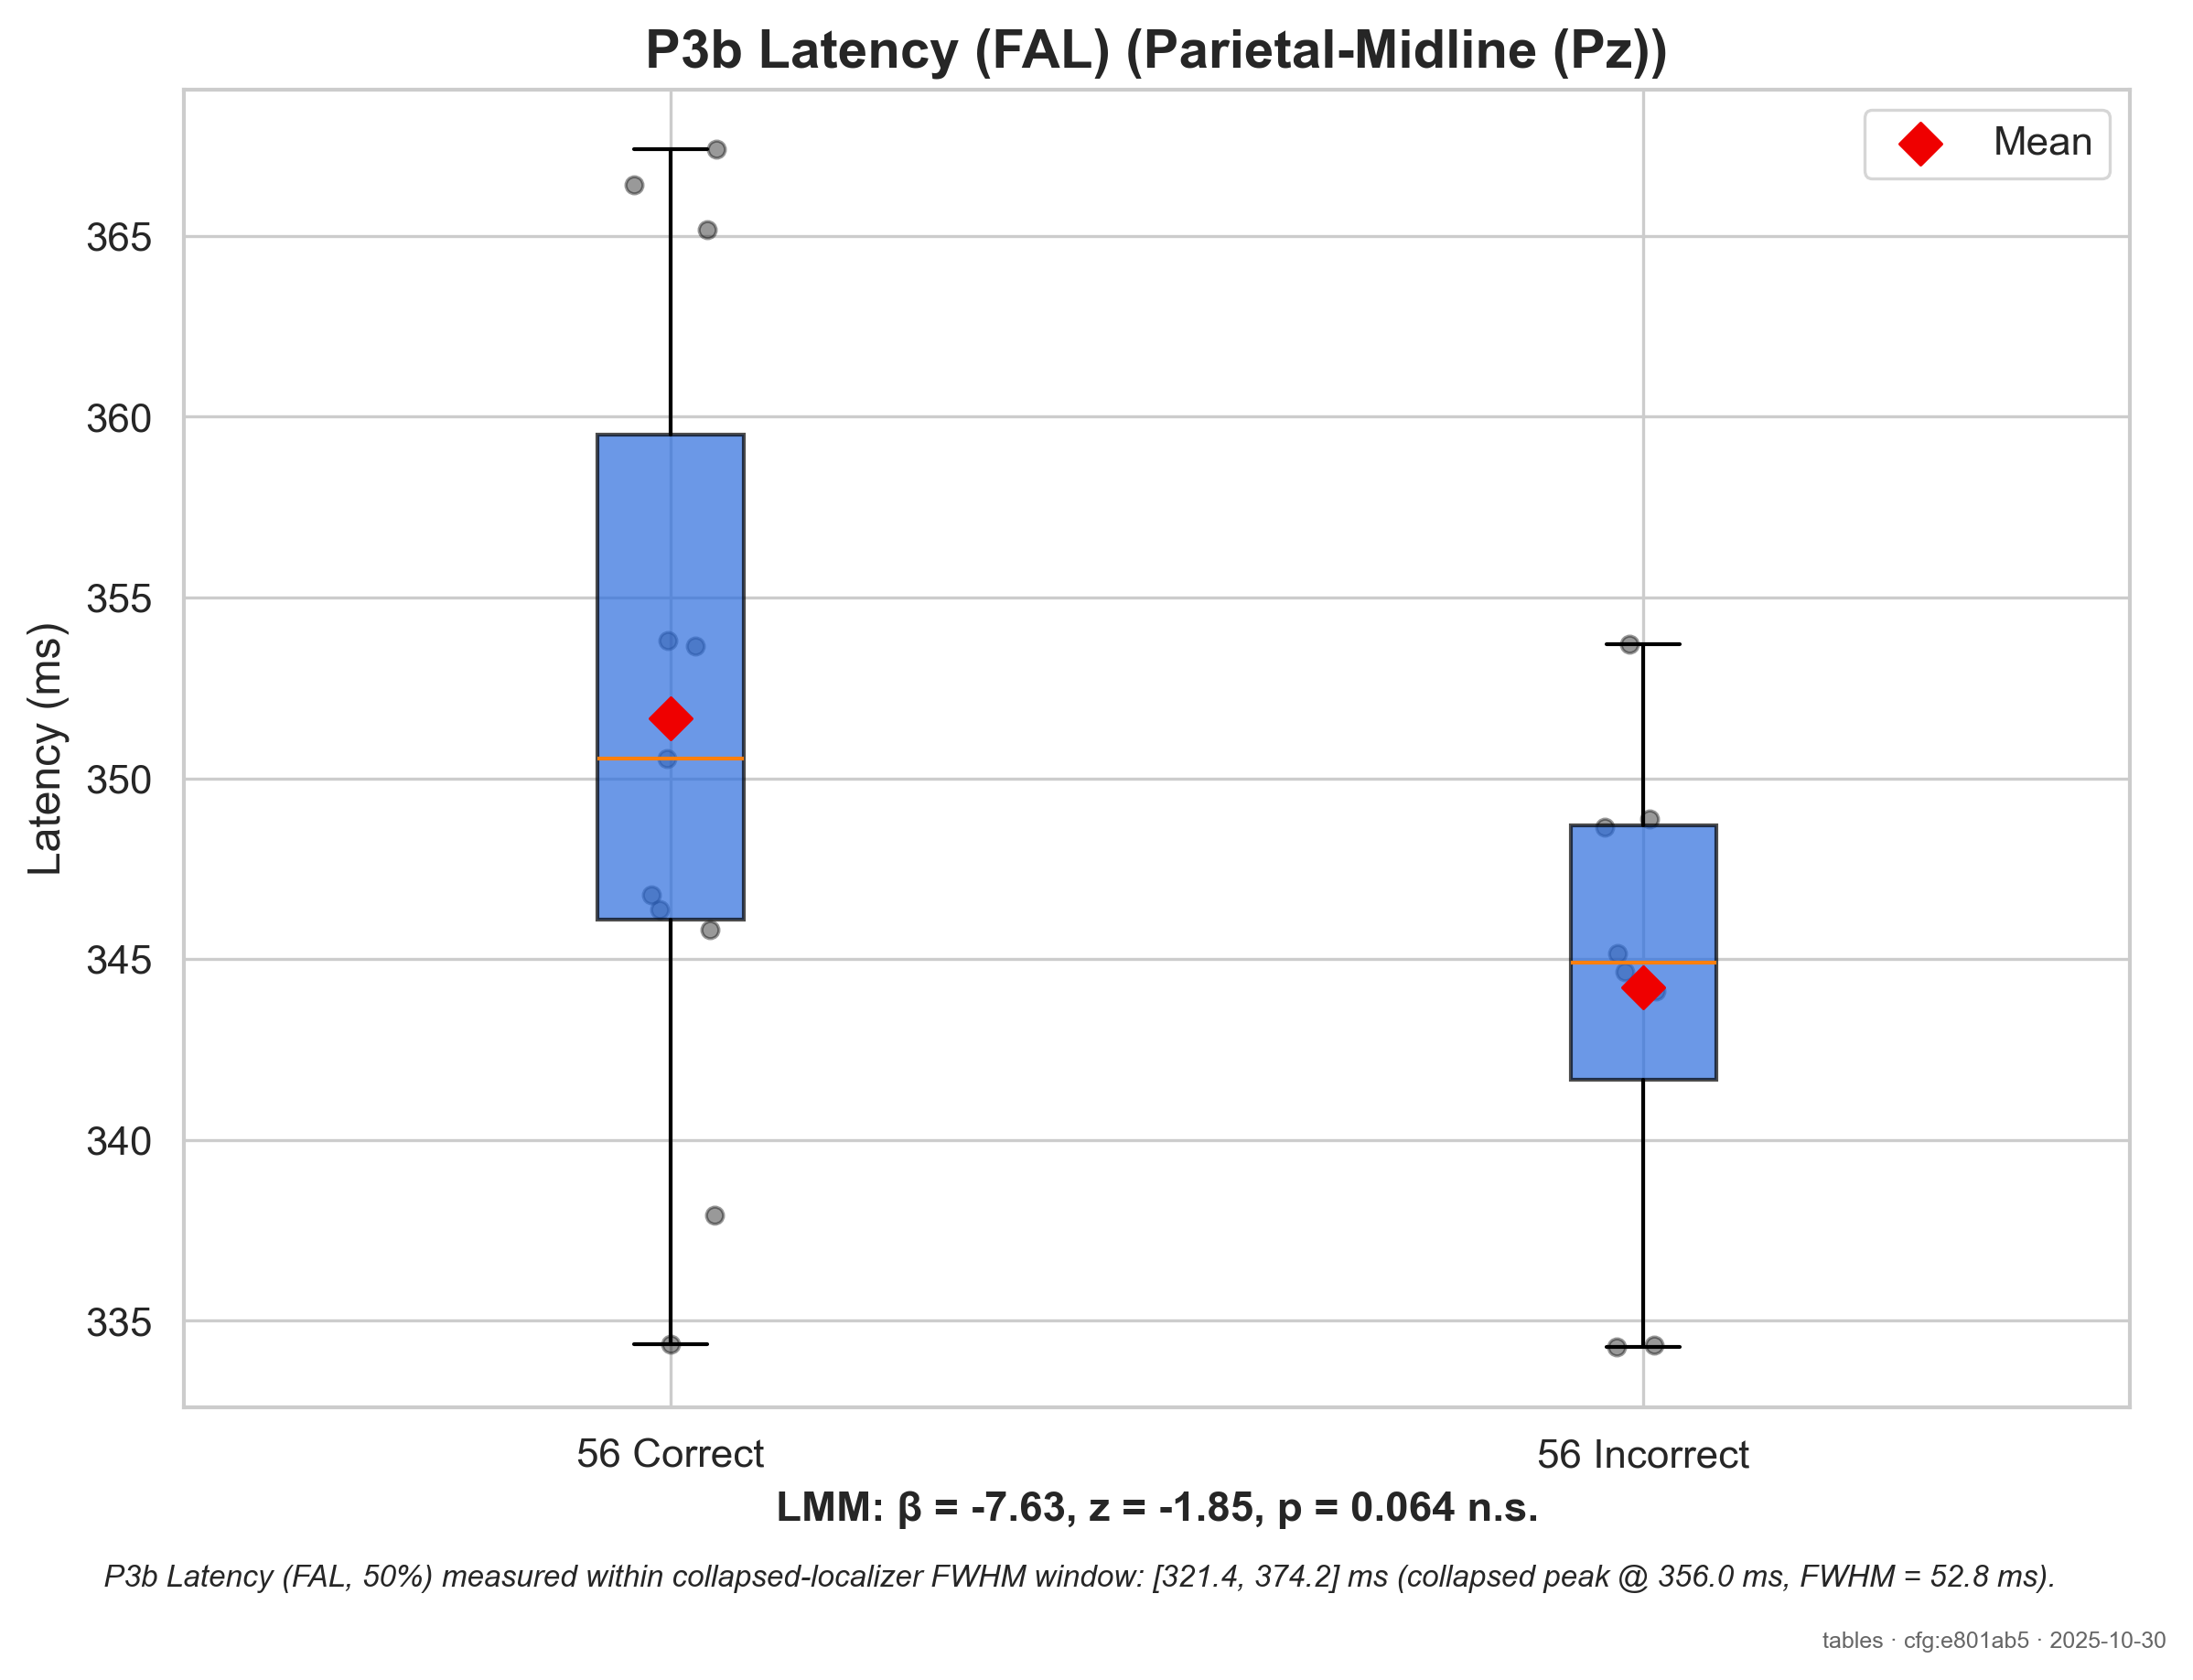 P3b Latency (FAL) (Parietal-Midline (Pz))
Mean
Latency (ms)
365
360
355
350
345
340
335
56 Correct
56 Incorrect
LMM: β = -7.63, z = -1.85, p = 0.064 n.s.
P3b Latency (FAL, 50%) measured within collapsed-localizer FWHM window: [321.4, 374.2] ms (collapsed peak @ 356.0 ms, FWHM = 52.8 ms).
tables · cfg:e801ab5 · 2025-10-30